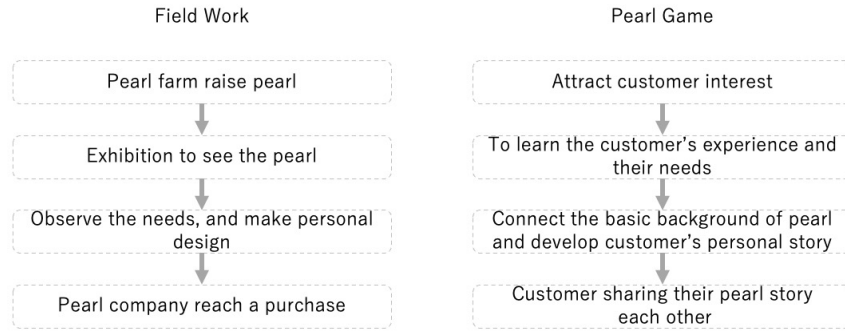 Field Work
Pearl farm raise pearl
Exhibition to see the pearl
Observe the needs, and make personal
design
Pearl company reach a purchase
Pearl Game
Attract customer interest
To learn the customer's experience and
their needs
Connect the basic background of pearl
and develop customer's personal story
Customer sharing their pearl story
each other